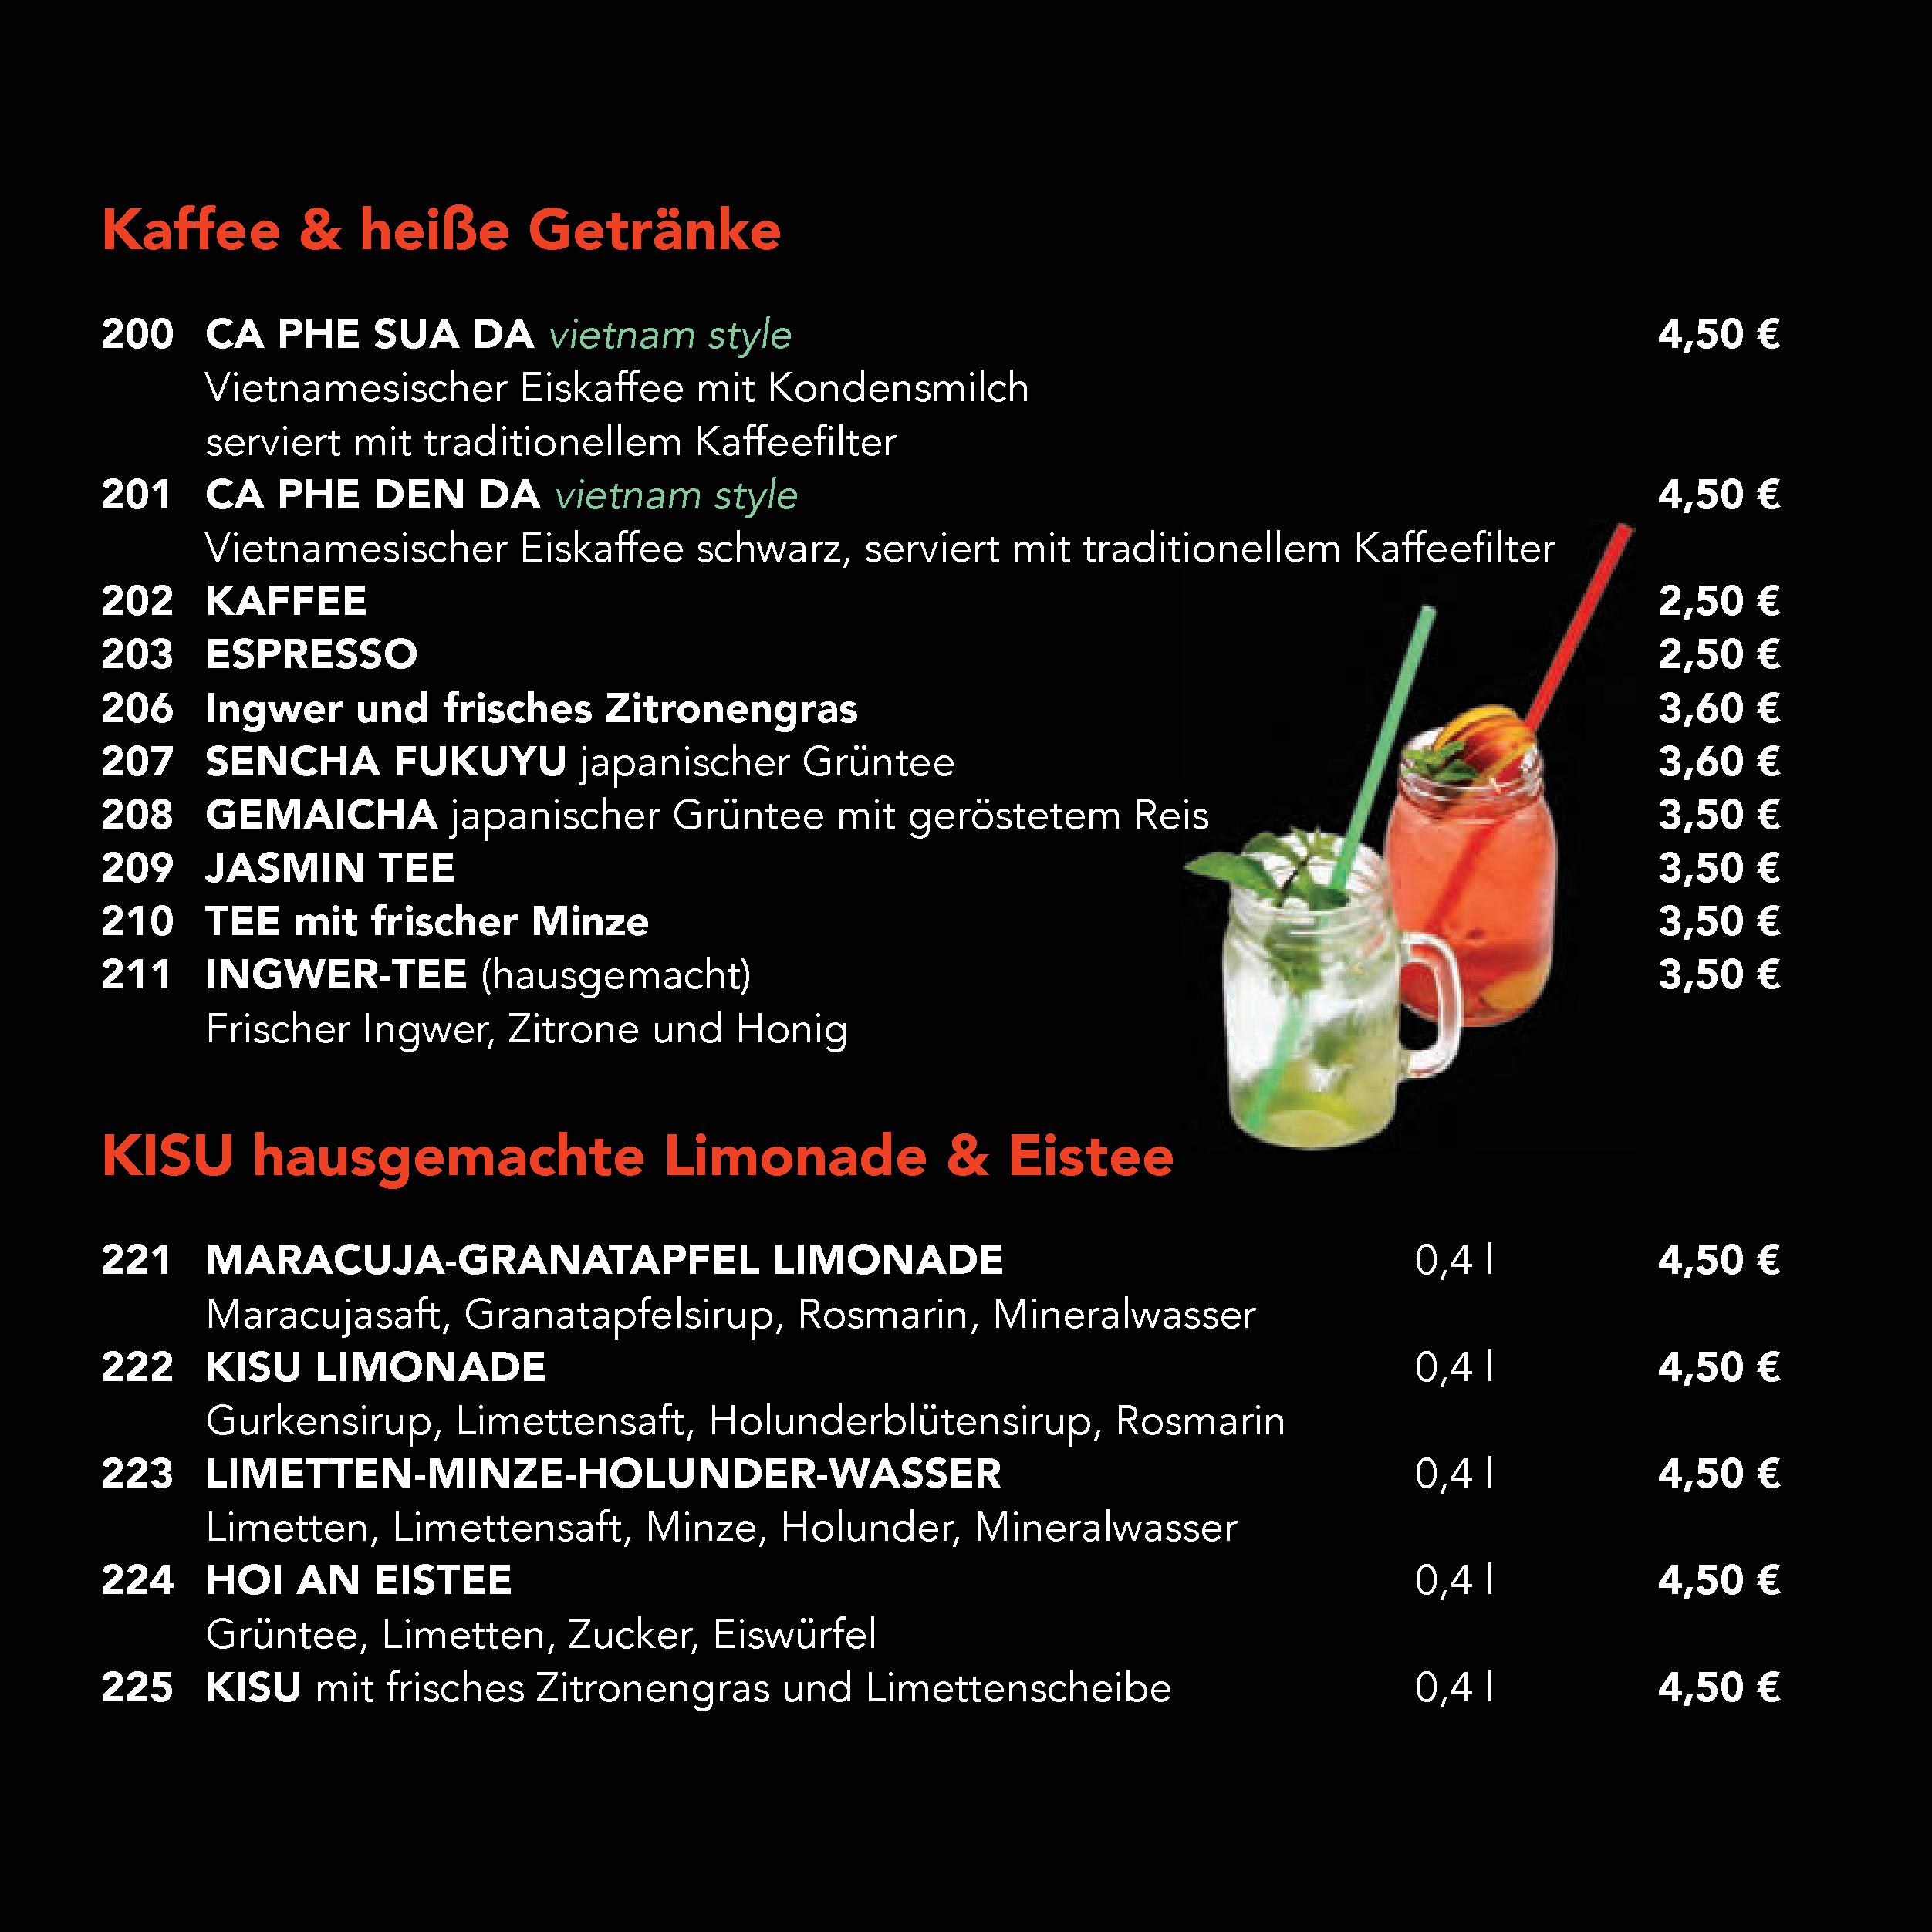 Kaffee & heiße Getränke
200 CA PHE SUA DA vietnam style 4,50 €
Vietnamesischer Eiskaffee mit Kondensmilch
serviert mit traditionellem Kaffeefilter
201 CA PHE DEN DA vietnam style 4,50 €
Vietnamesischer Eiskaffee schwarz, serviert mit traditionellem Kaffeefilter
202 KAFFEE 2,50 €
203 ESPRESSO 2,50 €
206 Ingwer und frisches Zitronengras 3,60 €
207 SENCHA FUKUYU japanischer Grüntee 3,60 €
208 GEMAICHA japanischer Grüntee mit geröstetem Reis 3,50 €
209 JASMIN TEE 3,50 €
210 TEE mit frischer Minze 3,50 €
211 INGWER-TEE (hausgemacht) 3,50 €
Frischer Ingwer, Zitrone und Honig
KISU hausgemachte Limonade & Eistee
221 MARACUJA-GRANATAPFEL LIMONADE 0,4 l 4,50 €
Maracujasaft, Granatapfelsirup, Rosmarin, Mineralwasser
222 KISU LIMONADE 0,4 l 4,50 €
Gurkensirup, Limettensaft, Holunderblütensirup, Rosmarin
223 LIMETTEN-MINZE-HOLUNDER-WASSER 0,4 l 4,50 €
Limetten, Limettensaft, Minze, Holunder, Mineralwasser
224 HOI AN EISTEE 0,4 l 4,50 €
Grüntee, Limetten, Zucker, Eiswürfel
225 KISU mit frisches Zitronengras und Limettenscheibe 0,4 l 4,50 €